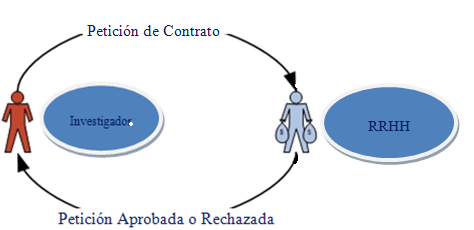 Petición de Contrato
Investigador
RRHH
Petición Aprobada o Rechazada